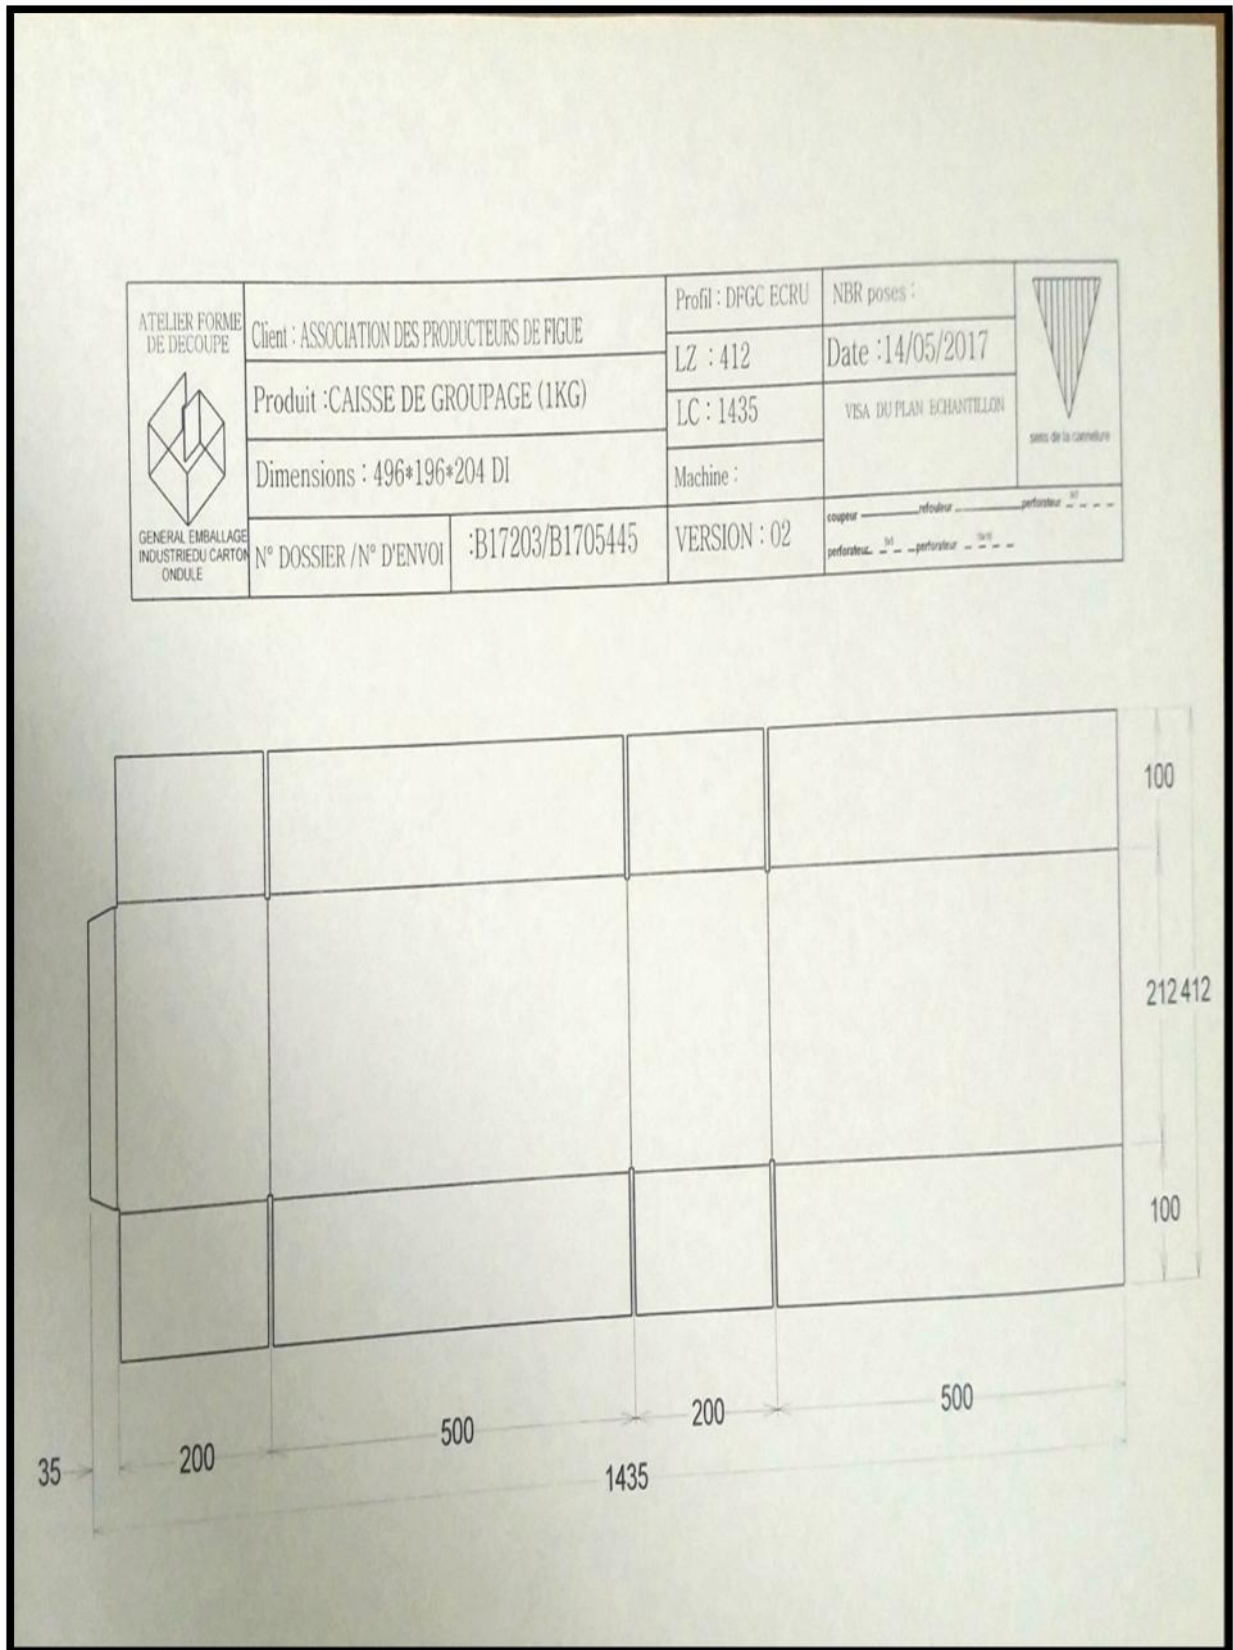 ATELIER FORME
DE DECOUPE
GENERAL EMBALLAGE
INDUSTRIEDU CARTON
ONDULE
Client : ASSOCIATION DES PRODUCTEURS DE FIGUE
Produit :CAISSE DE GROUPAGE (1KG)
Dimensions : 496*196*204 DI
N° DOSSIER /N° D'ENVOI
:B17203/B1705445
Profil : DFGC ECRU
LZ : 412
LC : 1435
Machine :
VERSION : 02
NBR poses :
Date :14/05/2017
VISA DU PLAN ECHANTILLON
sens de la cannelure
coupeur refouleur perforateur
perforateur perforateur
100
212 412
100
35 200 500 200 500
1435